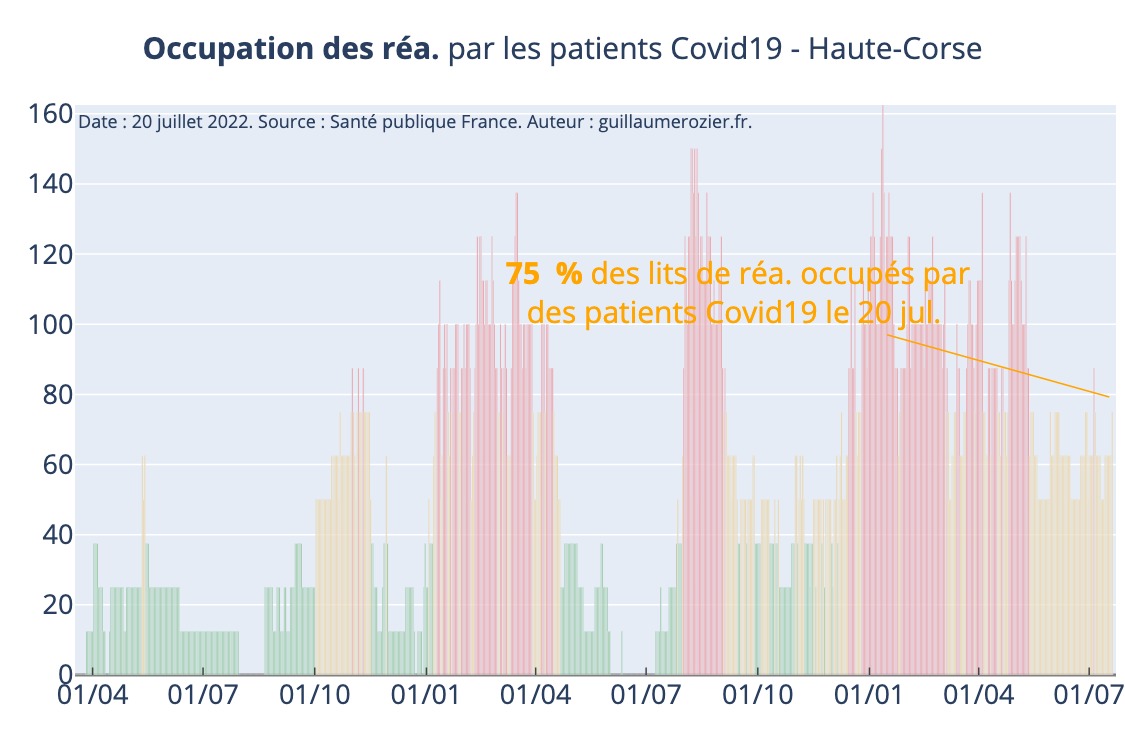 Occupation des réa. par les patients Covid19 - Haute-Corse
160
Date : 20 juillet 2022. Source : Santé publique France. Auteur : guillaumerozier.fr.
140
120
75 % des lits de réa. occupés par
des patients Covid19 le 20 jul.
100
80
60
40
20
0
01/04 01/07 01/10 01/01 01/04 01/07 01/10 01/01 01/04 01/07